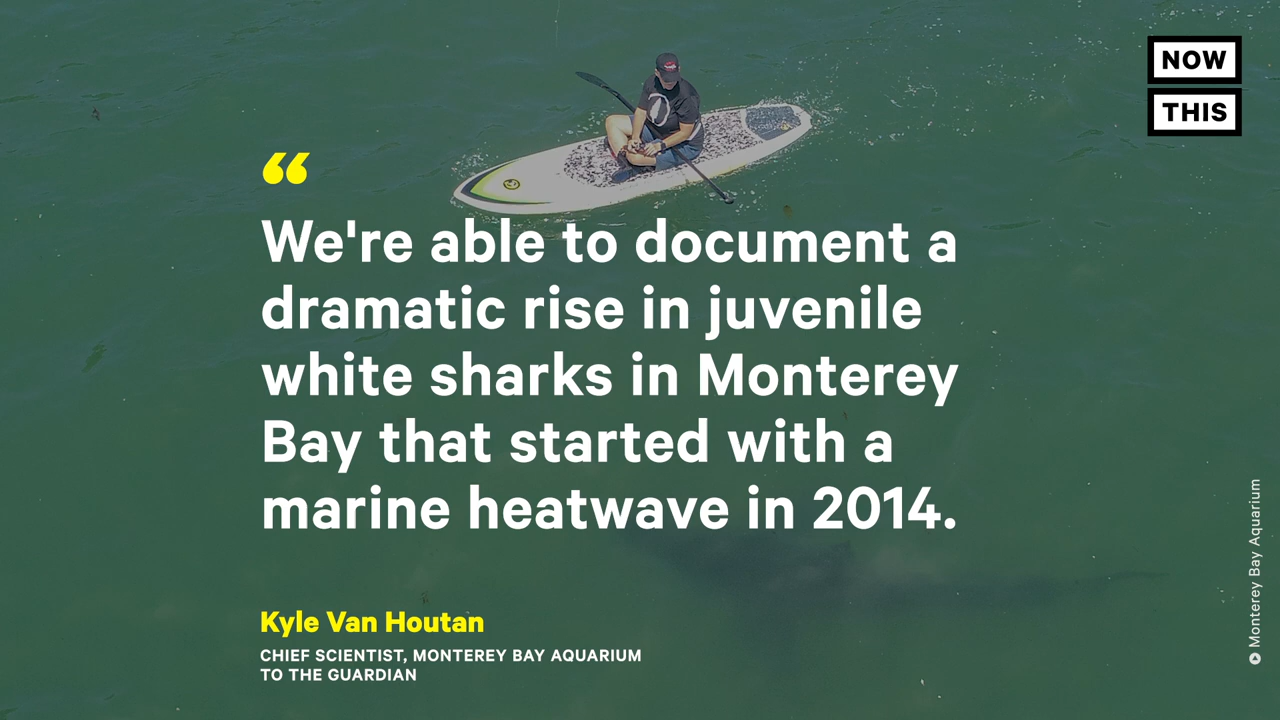 NOW
THIS
“
We're able to document a
dramatic rise in juvenile
white sharks in Monterey
Bay that started with a
marine heatwave in 2014.
Kyle Van Houtan
CHIEF SCIENTIST, MONTEREY BAY AQUARIUM
TO THE GUARDIAN
Monterey Bay Aquarium